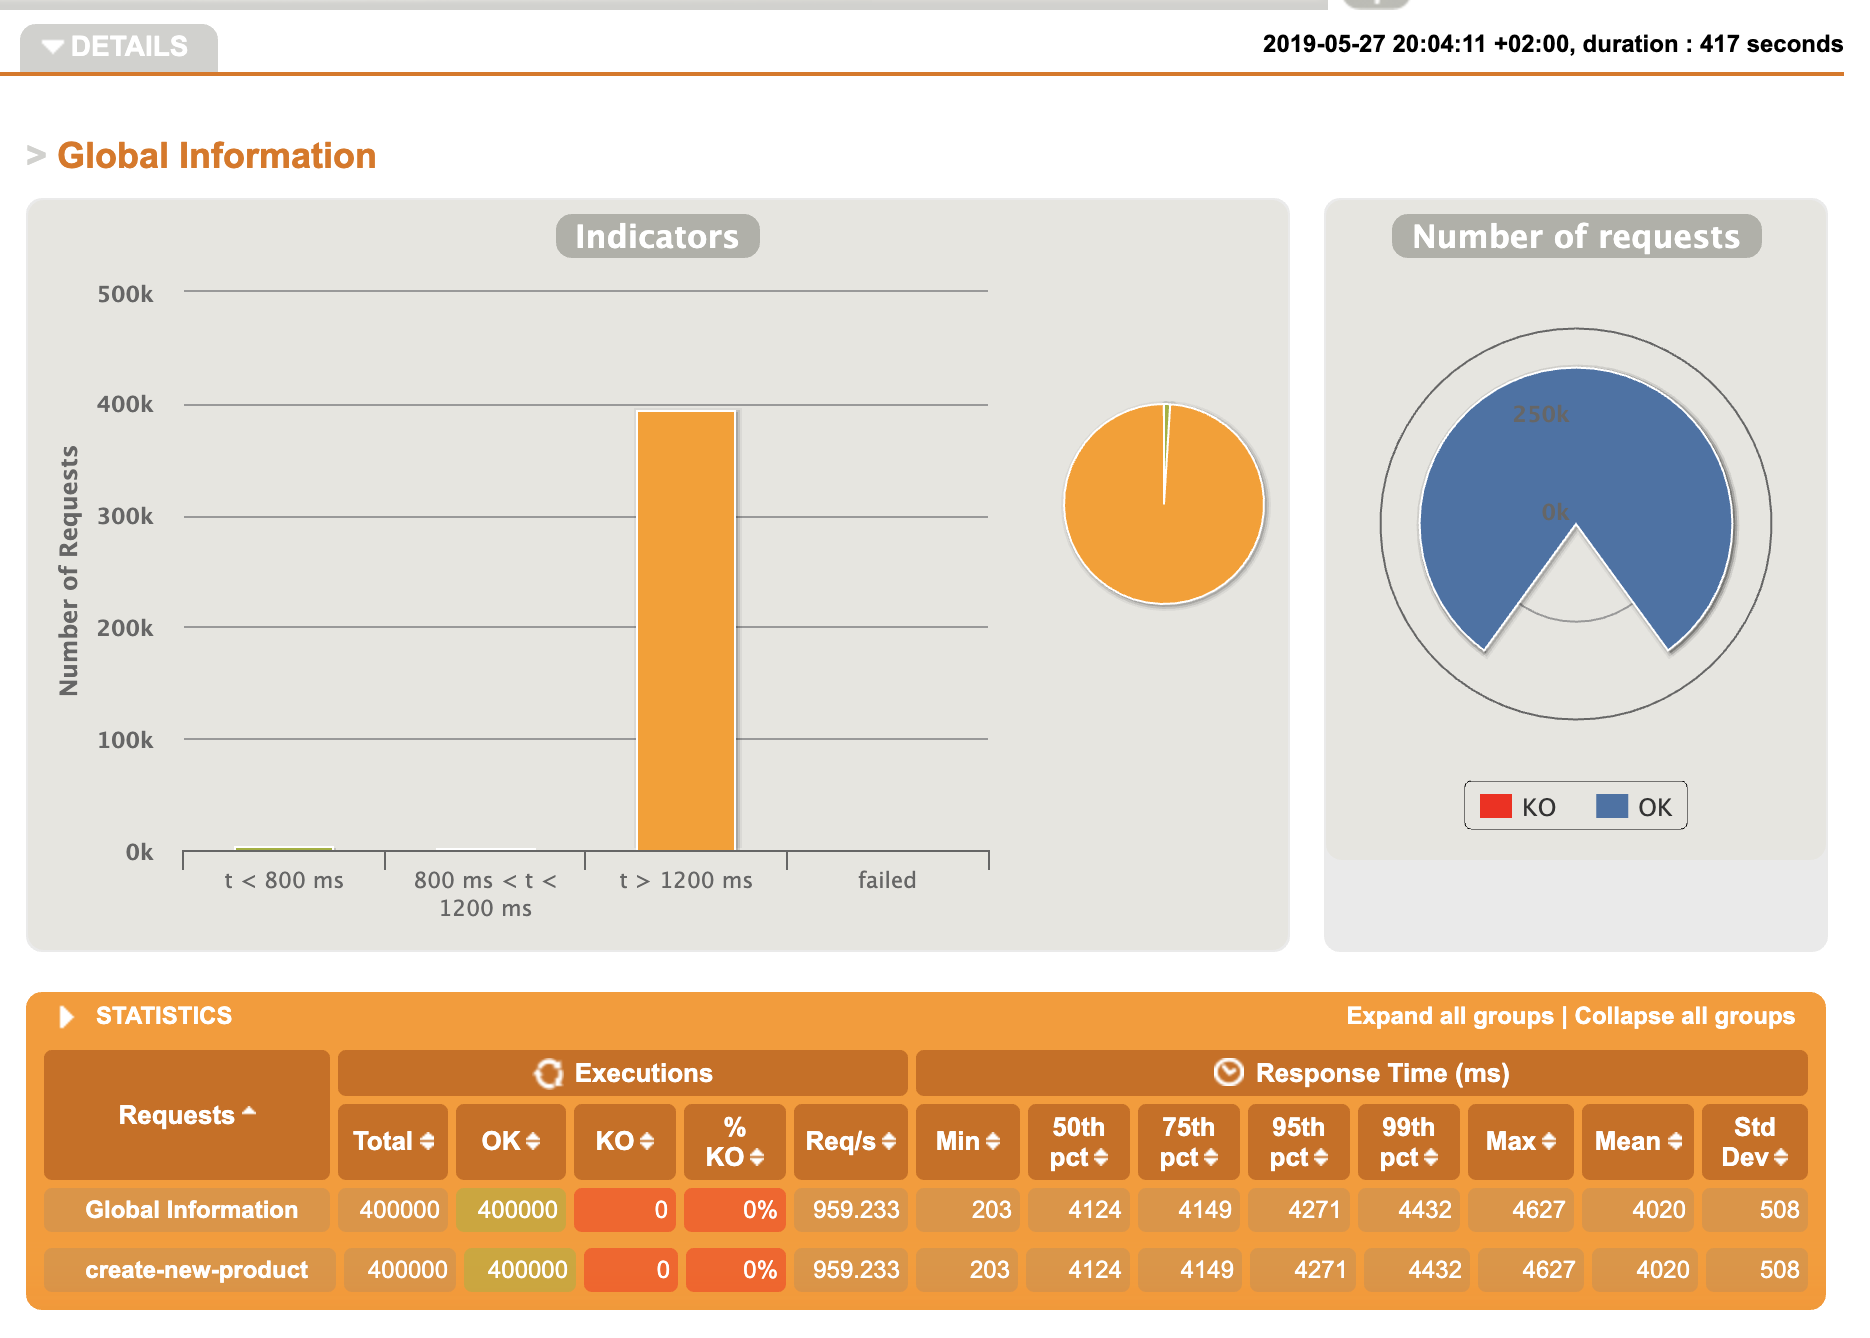 DETAILS
2019-05-27 20:04:11 +02:00, duration : 417 seconds
> Global Information
Indicators
Number of Requests
500k
400k
300k
200k
100k
0k
t < 800 ms
800 ms < t <
1200 ms
t > 1200 ms
failed
Number of requests
250k
0k
KO
OK
STATISTICS
Expand all groups | Collapse all groups
Requests
Executions
Response Time (ms)
Total
OK
KO
%
KO
Req/s
Min
50th
pct
75th
pct
95th
pct
99th
pct
Max
Mean
Std
Dev
Global Information 400000 400000 0 0% 959.233 203 4124 4149 4271 4432 4627 4020 508
create-new-product 400000 400000 0 0% 959.233 203 4124 4149 4271 4432 4627 4020 508